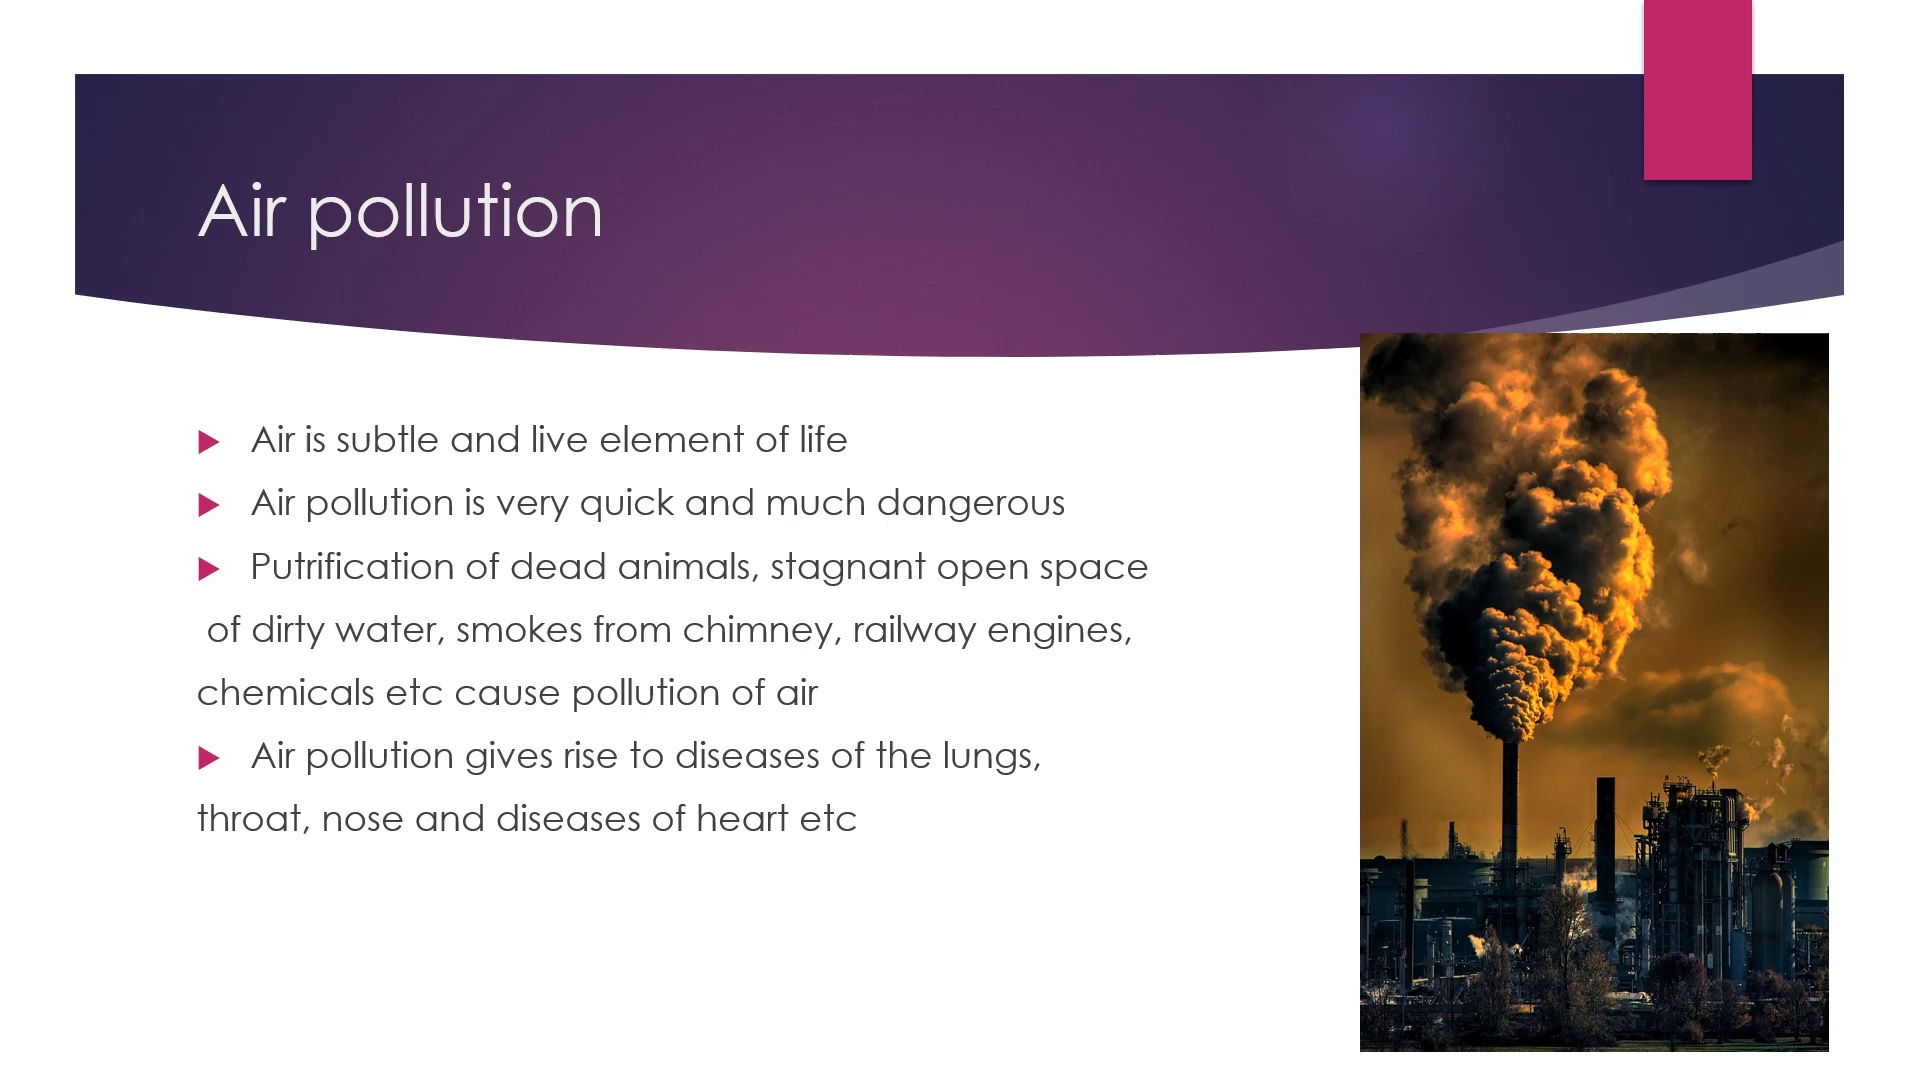 Air pollution
Air is subtle and live element of life
Air pollution is very quick and much dangerous
Putrification of dead animals, stagnant open space
of dirty water, smokes from chimney, railway engines,
chemicals etc cause pollution of air
Air pollution gives rise to diseases of the lungs,
throat, nose and diseases of heart etc